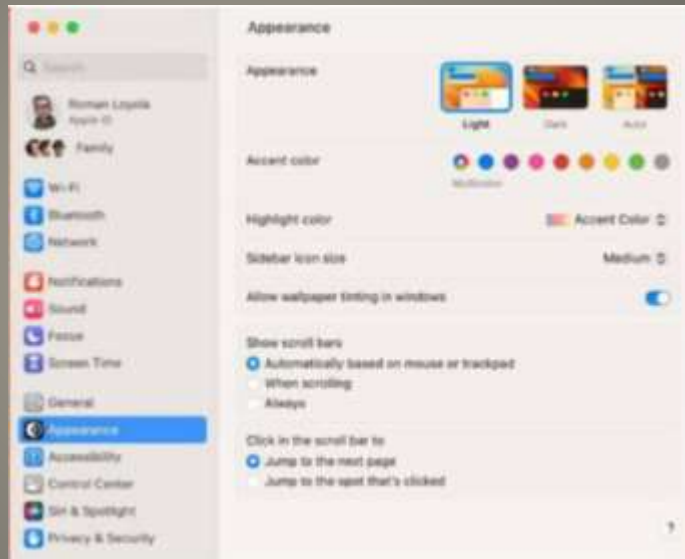 Appearance
Search
Roman Loyola
Apple ID
Family
Wi-Fi
Bluetooth
Network
Notifications
Sound
Focus
Screen Time
General
Appearance
Accessibility
Control Center
Siri & Spotlight
Privacy & Security
Appearance
Light
Dark
Auto
Accent color
Multicolor
Highlight color
Accent Color
Sidebar icon size
Medium
Allow wallpaper tinting in windows
Show scroll bars
Automatically based on mouse or trackpad
When scrolling
Always
Click in the scroll bar to
Jump to the next page
Jump to the spot that's clicked
?